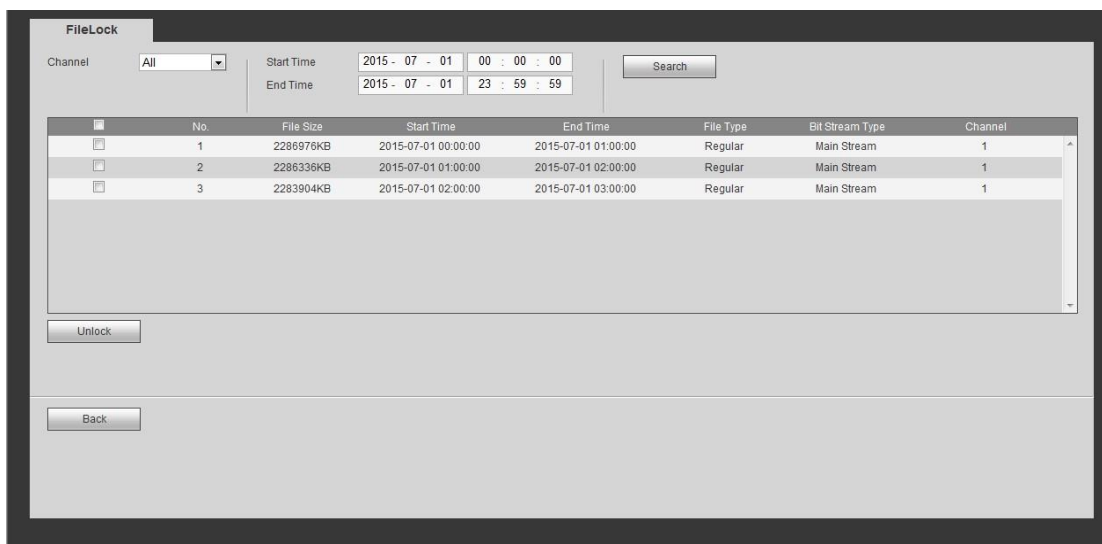 FileLock
Channel All Start Time 2015 - 07 - 01 00 : 00 : 00 Search
End Time 2015 - 07 - 01 23 : 59 : 59
No. File Size Start Time End Time File Type Bit Stream Type Channel
1 2286976KB 2015-07-01 00:00:00 2015-07-01 01:00:00 Regular Main Stream 1
2 2286336KB 2015-07-01 01:00:00 2015-07-01 02:00:00 Regular Main Stream 1
3 2283904KB 2015-07-01 02:00:00 2015-07-01 03:00:00 Regular Main Stream 1
Unlock
Back